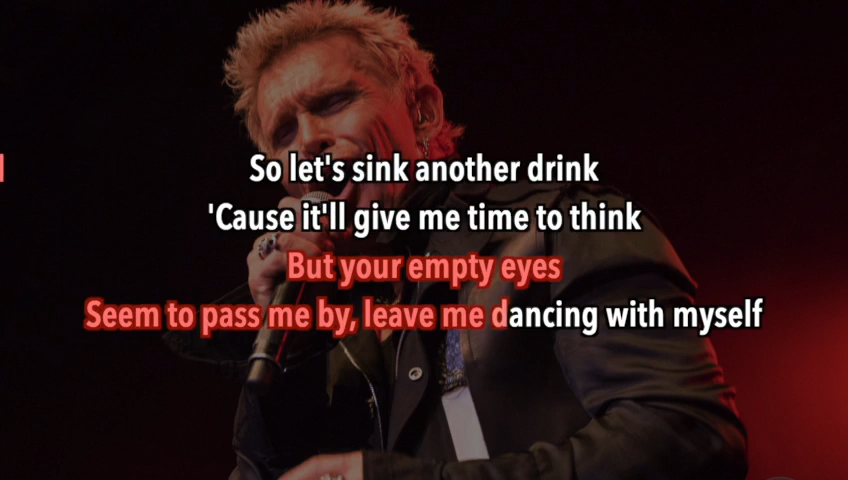 So let's sink another drink
'Cause it'll give me time to think
But your empty eyes
Seem to pass me by, leave me dancing with myself